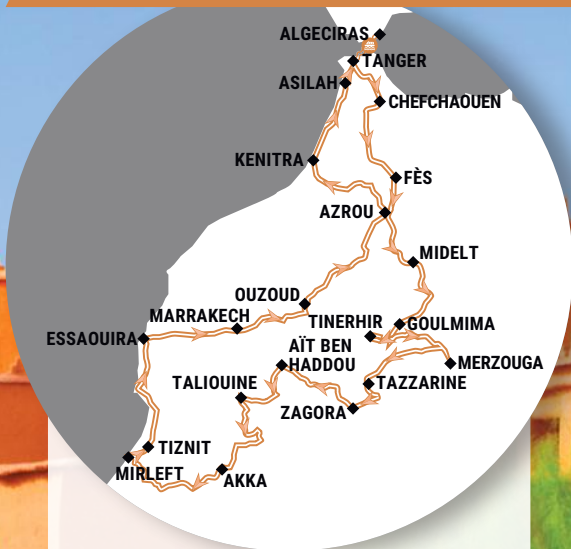 ALGECIRAS
TANGER
ASILAH
CHEFCHAOUEN
KENITRA
FÈS
AZROU
MIDELT
OUZOUD
MARRAKECH
TINERHIR
GOULMIMA
ESSAOUIRA
AÏT BEN
HADDOU
MERZOUGA
TALIOUINE
TAZZARINE
ZAGORA
TIZNIT
MIRLEFT
AKKA